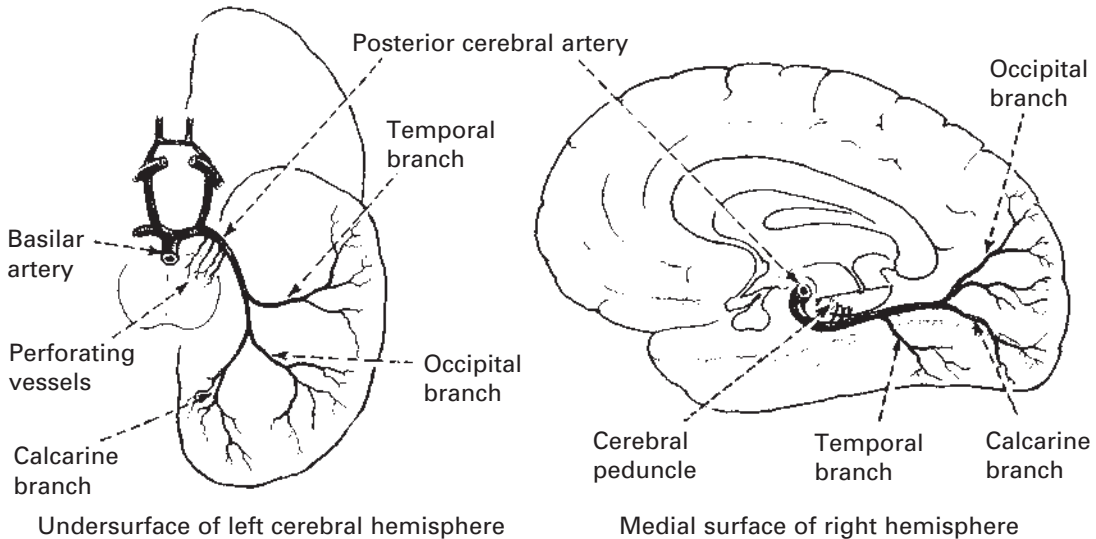 Posterior cerebral artery
Occipital
branch
Temporal
branch
Basilar
artery
Perforating
vessels
Occipital
branch
Calcarine
branch
Cerebral
peduncle
Temporal
branch
Calcarine
branch
Undersurface of left cerebral hemisphere
Medial surface of right hemisphere